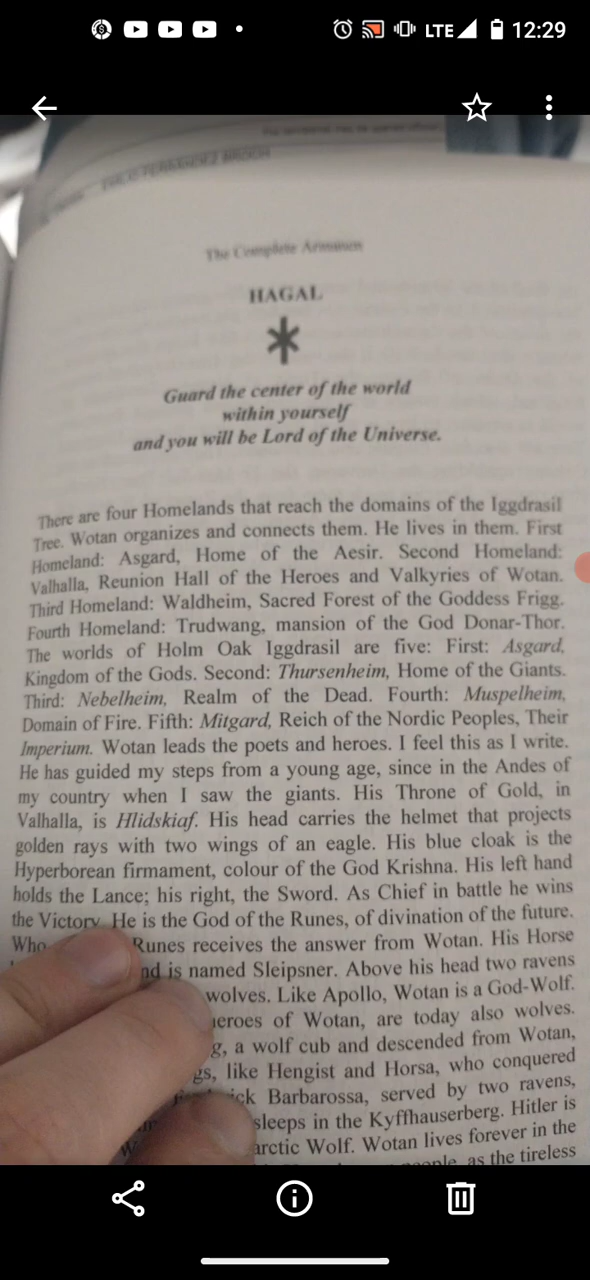 LTE 12:29
The Complete Armanen
HAGAL
Guard the center of the world
within yourself
and you will be Lord of the Universe.
There are four Homelands that reach the domains of the Iggdrasil
Tree. Wotan organizes and connects them. He lives in them. First
Homeland: Asgard, Home of the Aesir. Second Homeland:
Valhalla, Reunion Hall of the Heroes and Valkyries of Wotan.
Third Homeland: Waldheim, Sacred Forest of the Goddess Frigg.
Fourth Homeland: Trudwang, mansion of the God Donar-Thor.
The worlds of Holm Oak Iggdrasil are five: First: Asgard,
Kingdom of the Gods. Second: Thursenheim, Home of the Giants.
Third: Nebelheim, Realm of the Dead. Fourth: Muspelheim,
Domain of Fire. Fifth: Mitgard, Reich of the Nordic Peoples, Their
Imperium. Wotan leads the poets and heroes. I feel this as I write.
He has guided my steps from a young age, since in the Andes of
my country when I saw the giants. His Throne of Gold, in
Valhalla, is Hlidskiaf. His head carries the helmet that projects
golden rays with two wings of an eagle. His blue cloak is the
Hyperborean firmament, colour of the God Krishna. His left hand
holds the Lance; his right, the Sword. As Chief in battle he wins
the Victory. He is the God of the Runes, of divination of the future.
Who Runes receives the answer from Wotan. His Horse
is named Sleipsner. Above his head two ravens
wolves. Like Apollo, Wotan is a God-Wolf.
heroes of Wotan, are today also wolves.
a wolf cub and descended from Wotan,
like Hengist and Horsa, who conquered
Barbarossa, served by two ravens,
sleeps in the Kyffhauserberg. Hitler is
Wolf. Wotan lives forever in the
people, as the tireless